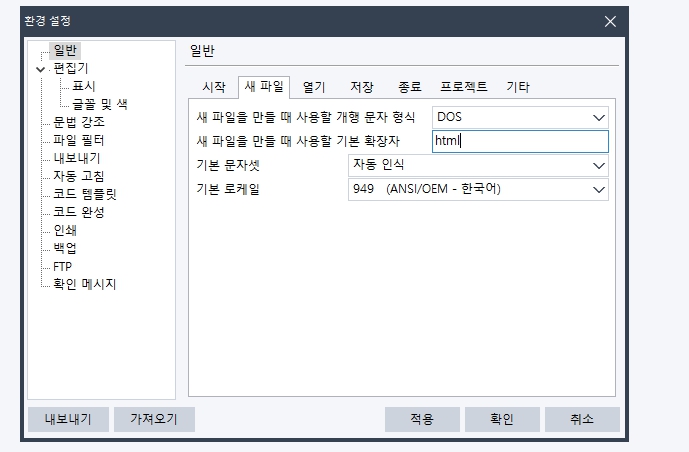 환경 설정
일반
편집기
표시
글꼴 및 색
문법 강조
파일 필터
내보내기
자동 고침
코드 템플릿
코드 완성
인쇄
백업
FTP
확인 메시지
일반
시작 새 파일 열기 저장 종료 프로젝트 기타
새 파일을 만들 때 사용할 개행 문자 형식 DOS
새 파일을 만들 때 사용할 기본 확장자 html
기본 문자셋 자동 인식
기본 로케일 949 (ANSI/OEM - 한국어)
내보내기 가져오기 적용 확인 취소